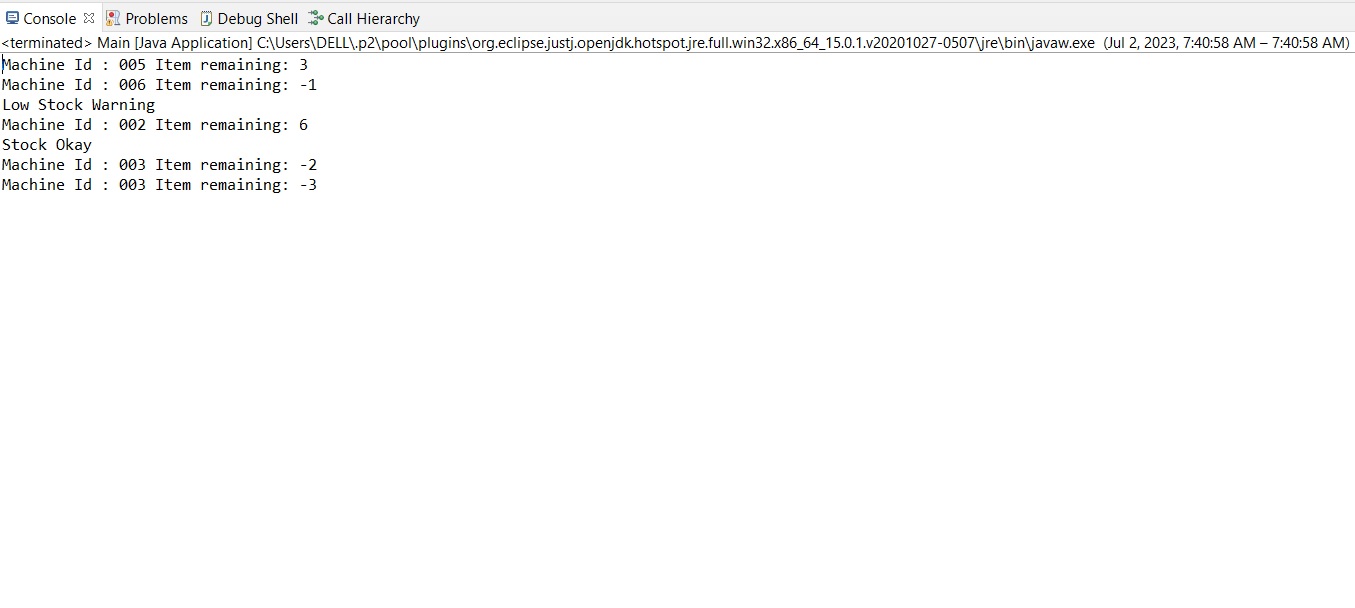 Console Problems Debug Shell Call Hierarchy
<terminated> Main [Java Application] C:\Users\DELL\.p2\pool\plugins\org.eclipse.justj.openjdk.hotspot.jre.full.win32.x86_64_15.0.1.v20201027-0507\jre\bin\javaw.exe (Jul 2, 2023, 7:40:58 AM – 7:40:58 AM)
Machine Id : 005 Item remaining: 3
Machine Id : 006 Item remaining: -1
Low Stock Warning
Machine Id : 002 Item remaining: 6
Stock Okay
Machine Id : 003 Item remaining: -2
Machine Id : 003 Item remaining: -3